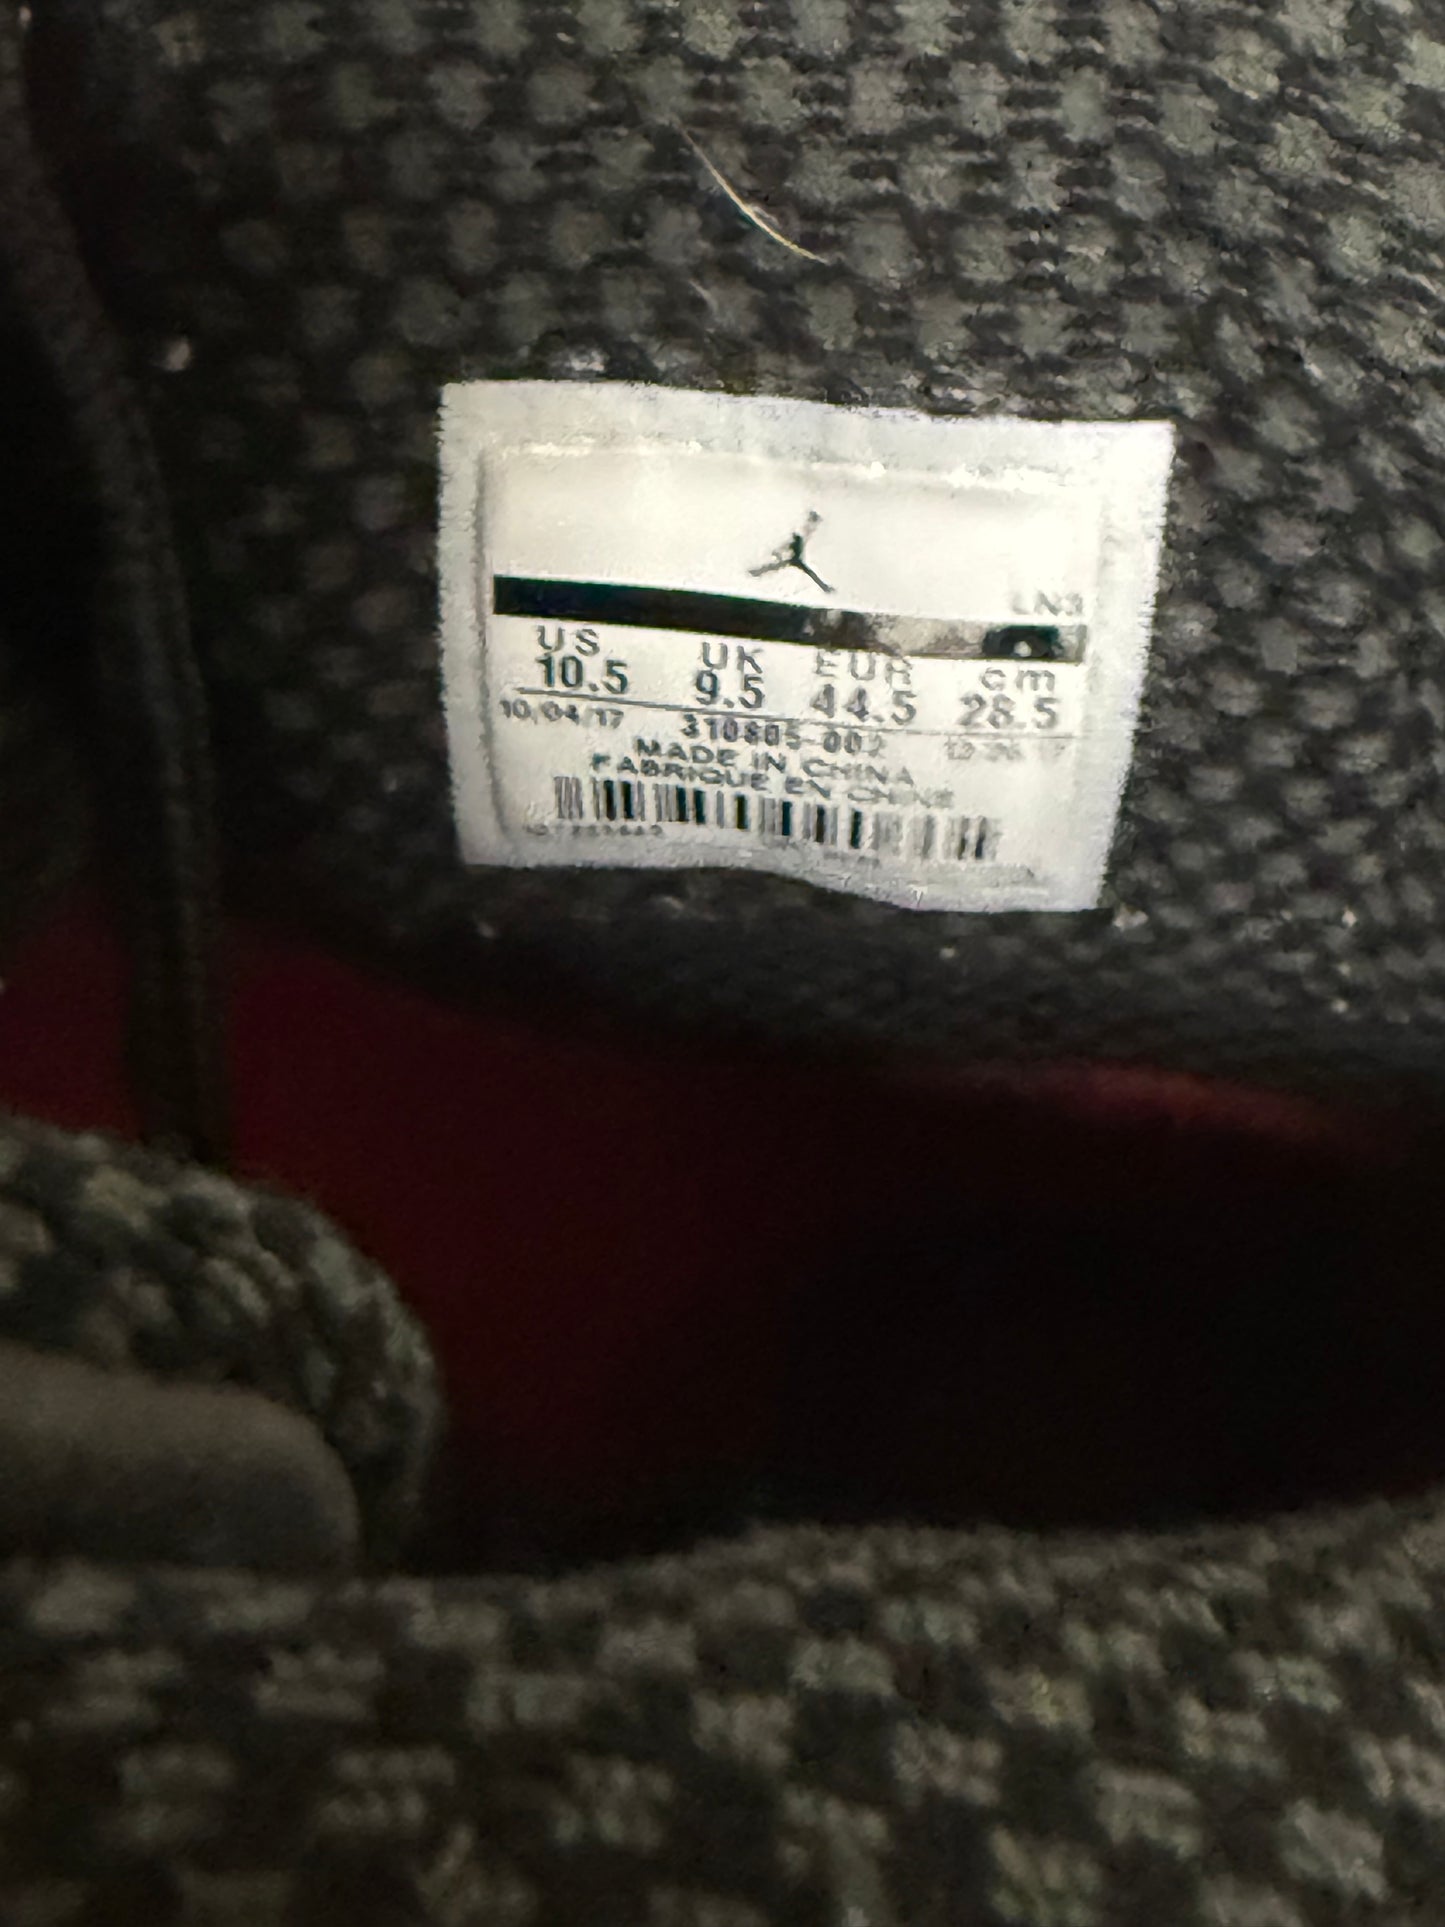 LN3
US UK EUR cm
10.5 9.5 44.5 28.5
10/04/17 310805-002
MADE IN CHINA
FABRIQUE EN CHINE